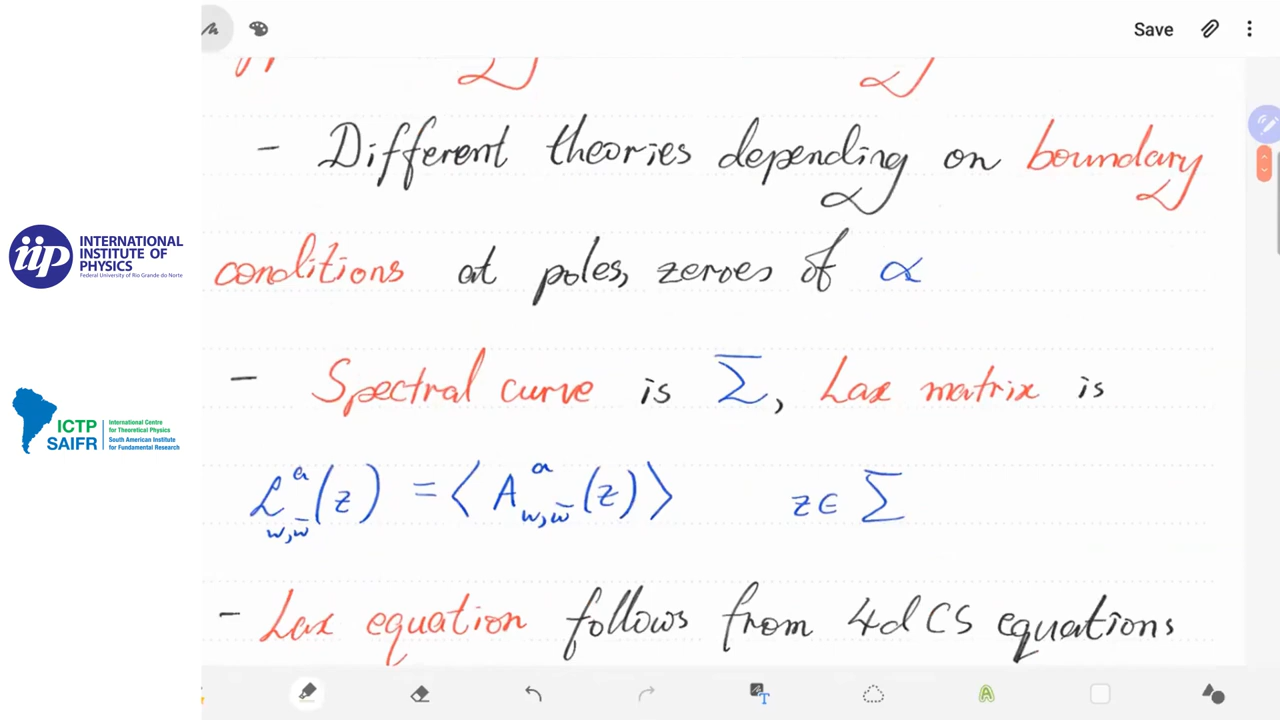 Save
- Different theories depending on boundary
conditions at poles, zeroes of α
- Spectral curve is Σ, Lax matrix is
ℒ^a_{w,w̄}(z) = ⟨A^a_{w,w̄}(z)⟩ z ∈ Σ
- Lax equation follows from 4d CS equations
iip
INTERNATIONAL
INSTITUTE OF
PHYSICS
Federal University of Rio Grande do Norte
ICTP
SAIFR
International Centre
for Theoretical Physics
South American Institute
for Fundamental Research
T
A